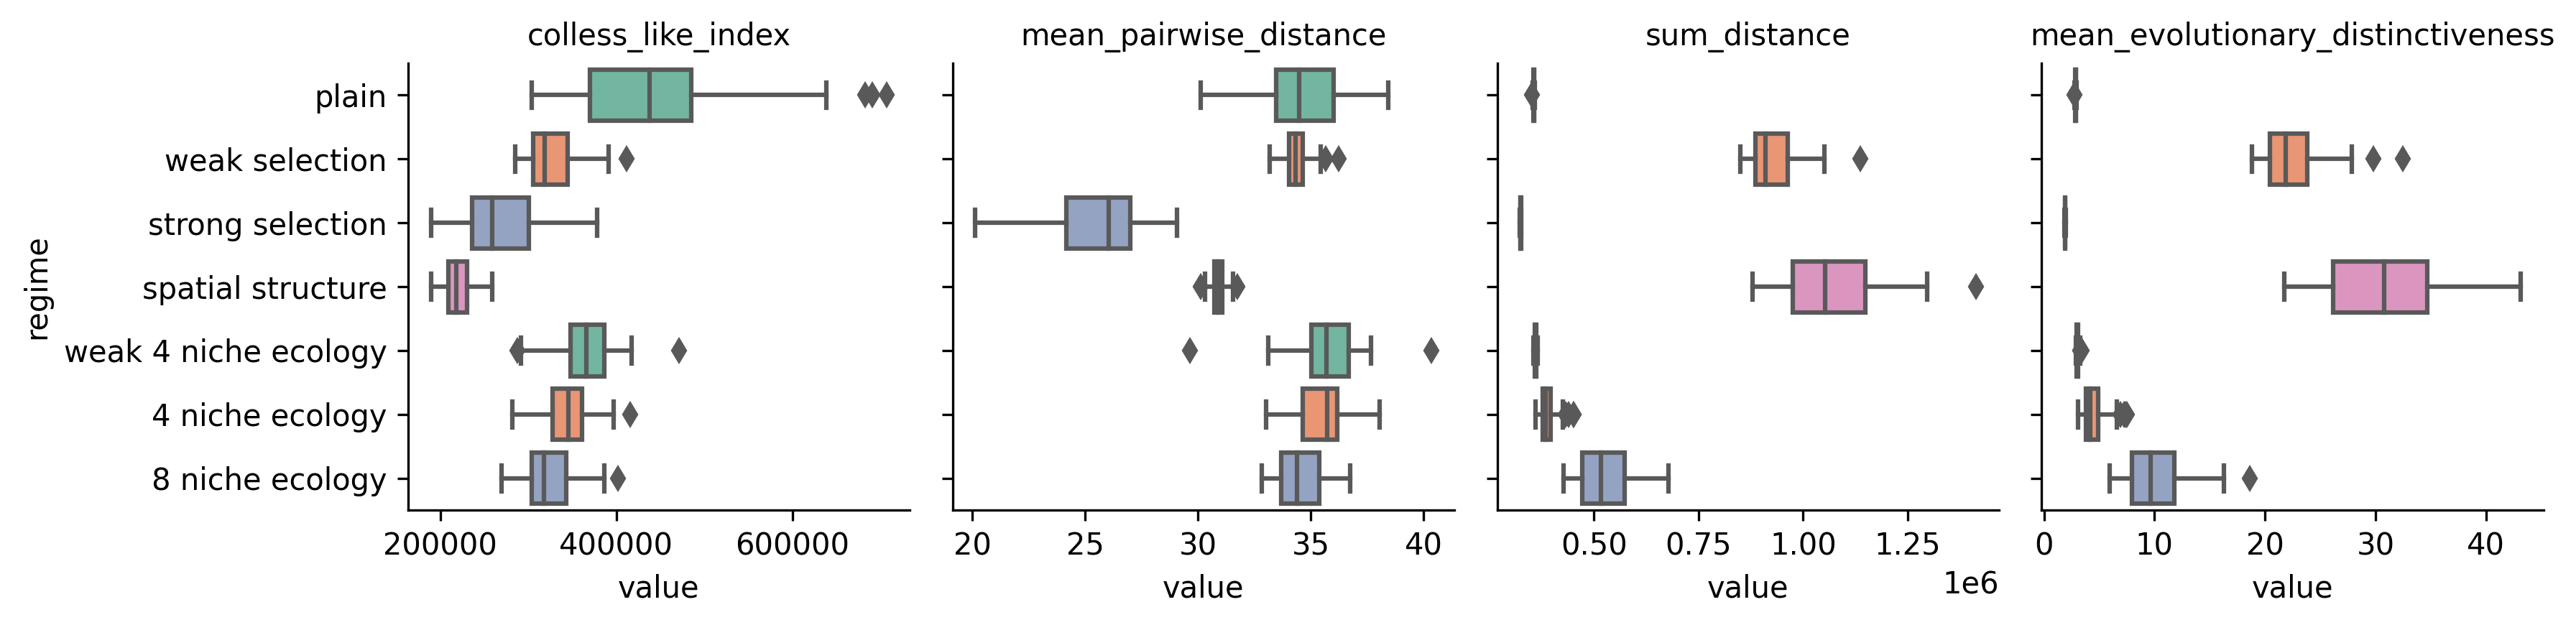 colless_like_index
mean_pairwise_distance
sum_distance
mean_evolutionary_distinctiveness
regime
plain
weak selection
strong selection
spatial structure
weak 4 niche ecology
4 niche ecology
8 niche ecology
200000 400000 600000
20 25 30 35 40
0.50 0.75 1.00 1.25
0 10 20 30 40
value
value
value
1e6
value